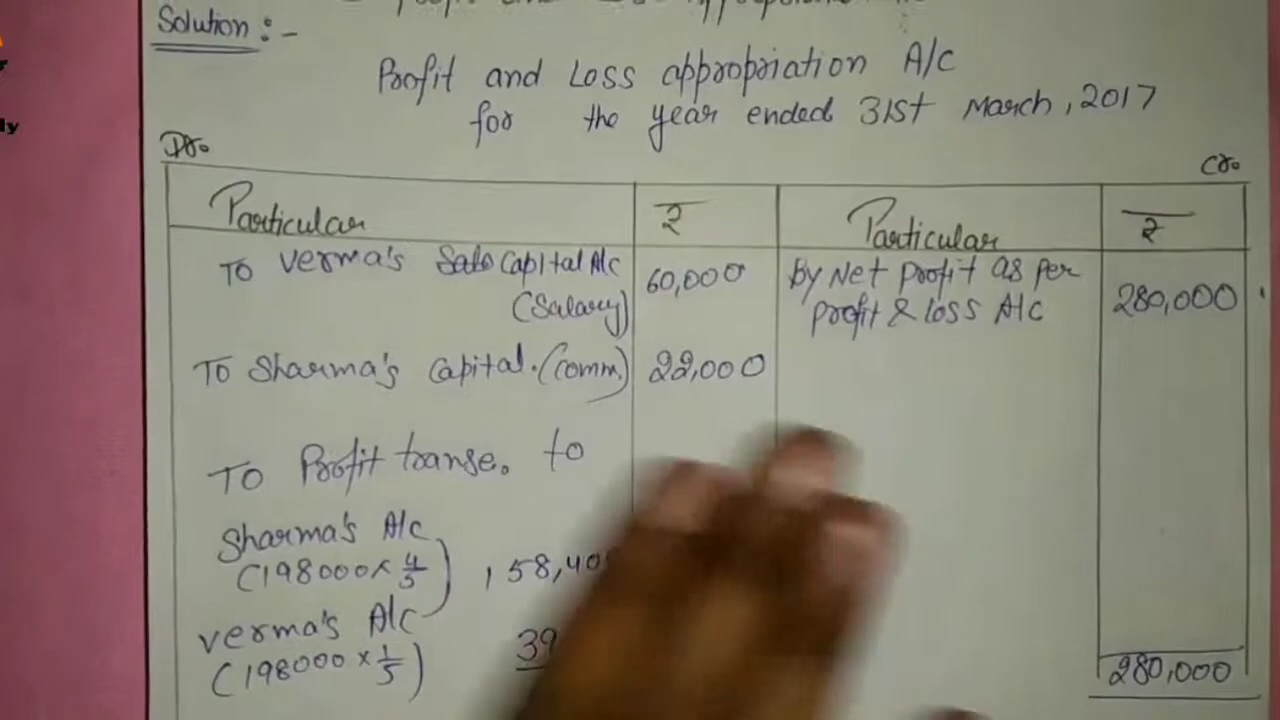 Solution :-
Profit and Loss appropriation A/c
for the year ended 31st March, 2017
Dr.
Cr.
Particular ₹ Particular ₹
To Verma's Capital A/c 60,000 By Net profit as per
(Salary) profit & loss A/c 280,000
To Sharma's Capital. (comm.) 22,000
To Profit transe. to
Sharma's A/c
(198000 × 4/5) 1,58,40
Verma's A/c
(198000 × 1/5) 39
280,000
ly